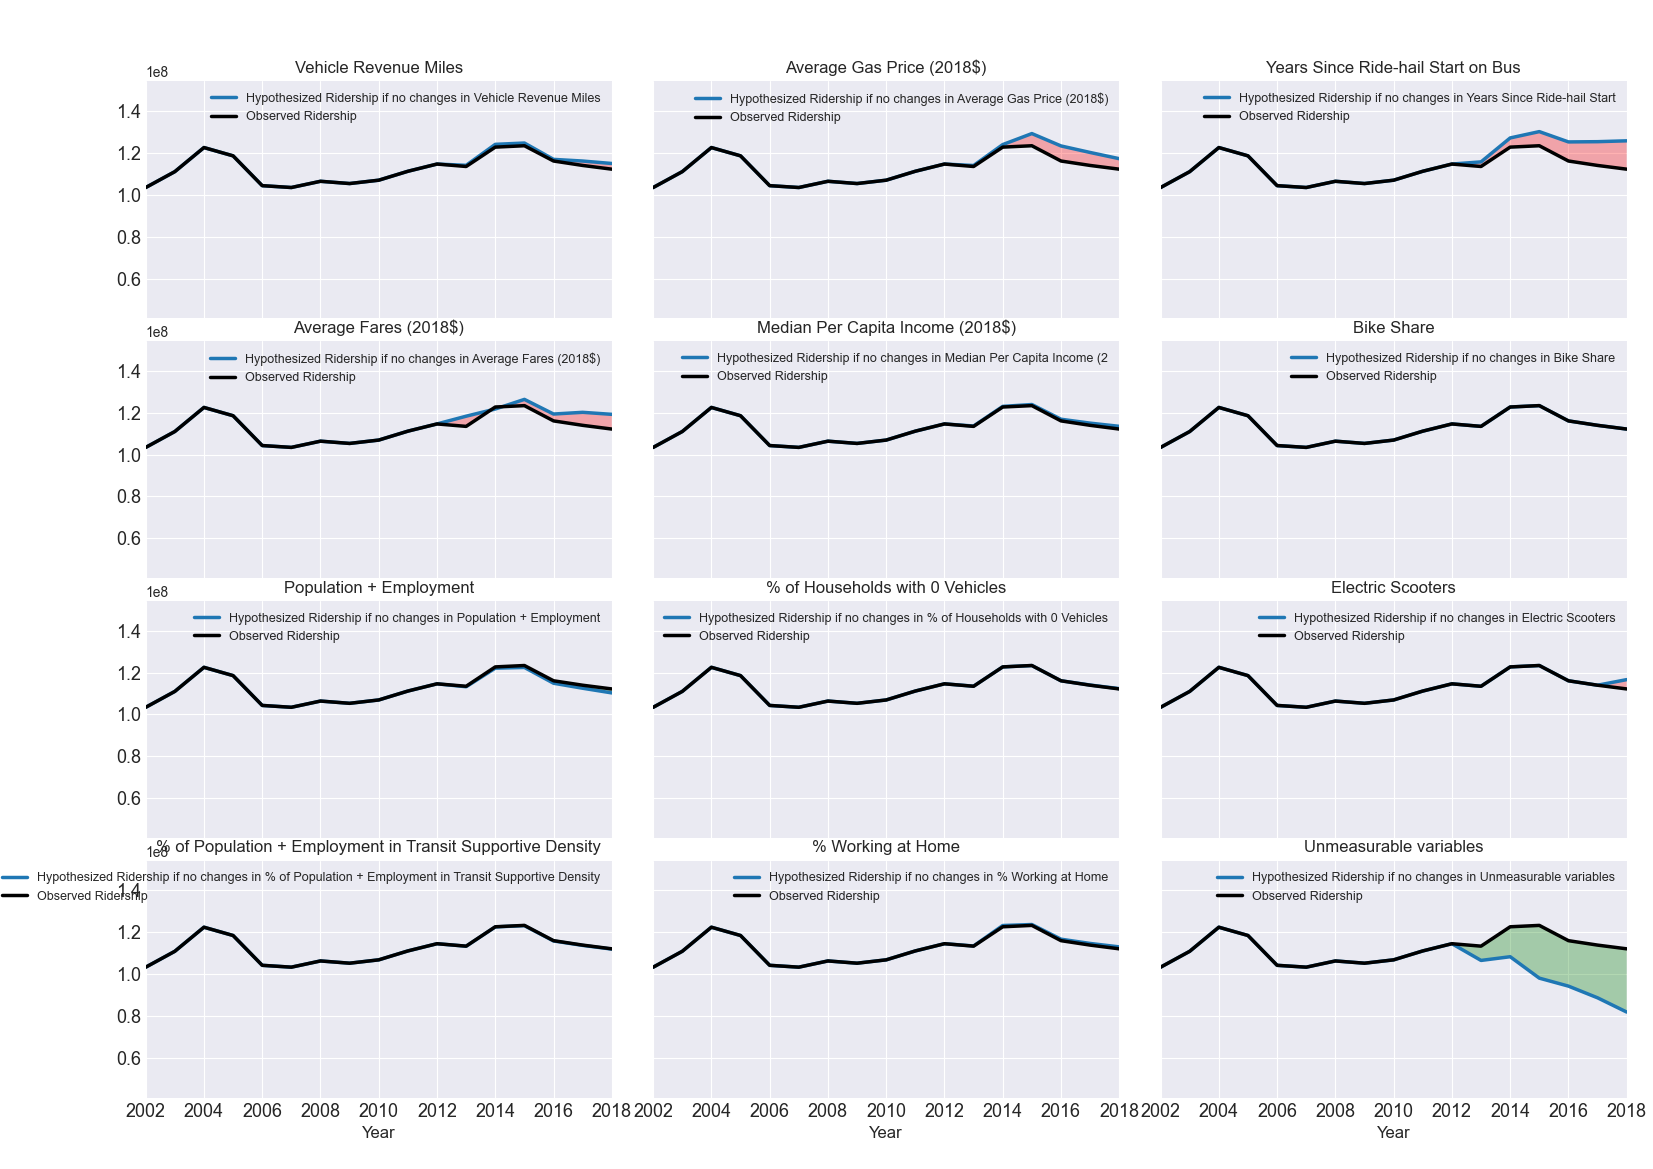 Vehicle Revenue Miles
Average Gas Price (2018$)
Years Since Ride-hail Start on Bus
1e8
Hypothesized Ridership if no changes in Vehicle Revenue Miles
Observed Ridership
Hypothesized Ridership if no changes in Average Gas Price (2018$)
Observed Ridership
Hypothesized Ridership if no changes in Years Since Ride-hail Start
Observed Ridership
1.4
1.2
1.0
0.8
0.6
Average Fares (2018$)
Median Per Capita Income (2018$)
Bike Share
1e8
Hypothesized Ridership if no changes in Average Fares (2018$)
Observed Ridership
Hypothesized Ridership if no changes in Median Per Capita Income (2
Observed Ridership
Hypothesized Ridership if no changes in Bike Share
Observed Ridership
1.4
1.2
1.0
0.8
0.6
Population + Employment
% of Households with 0 Vehicles
Electric Scooters
1e8
Hypothesized Ridership if no changes in Population + Employment
Observed Ridership
Hypothesized Ridership if no changes in % of Households with 0 Vehicles
Observed Ridership
Hypothesized Ridership if no changes in Electric Scooters
Observed Ridership
1.4
1.2
1.0
0.8
0.6
% of Population + Employment in Transit Supportive Density
% Working at Home
Unmeasurable variables
1e8
Hypothesized Ridership if no changes in % of Population + Employment in Transit Supportive Density
Observed Ridership
Hypothesized Ridership if no changes in % Working at Home
Observed Ridership
Hypothesized Ridership if no changes in Unmeasurable variables
Observed Ridership
1.4
1.2
1.0
0.8
0.6
2002 2004 2006 2008 2010 2012 2014 2016 2018
2002 2004 2006 2008 2010 2012 2014 2016 2018
2002 2004 2006 2008 2010 2012 2014 2016 2018
Year
Year
Year